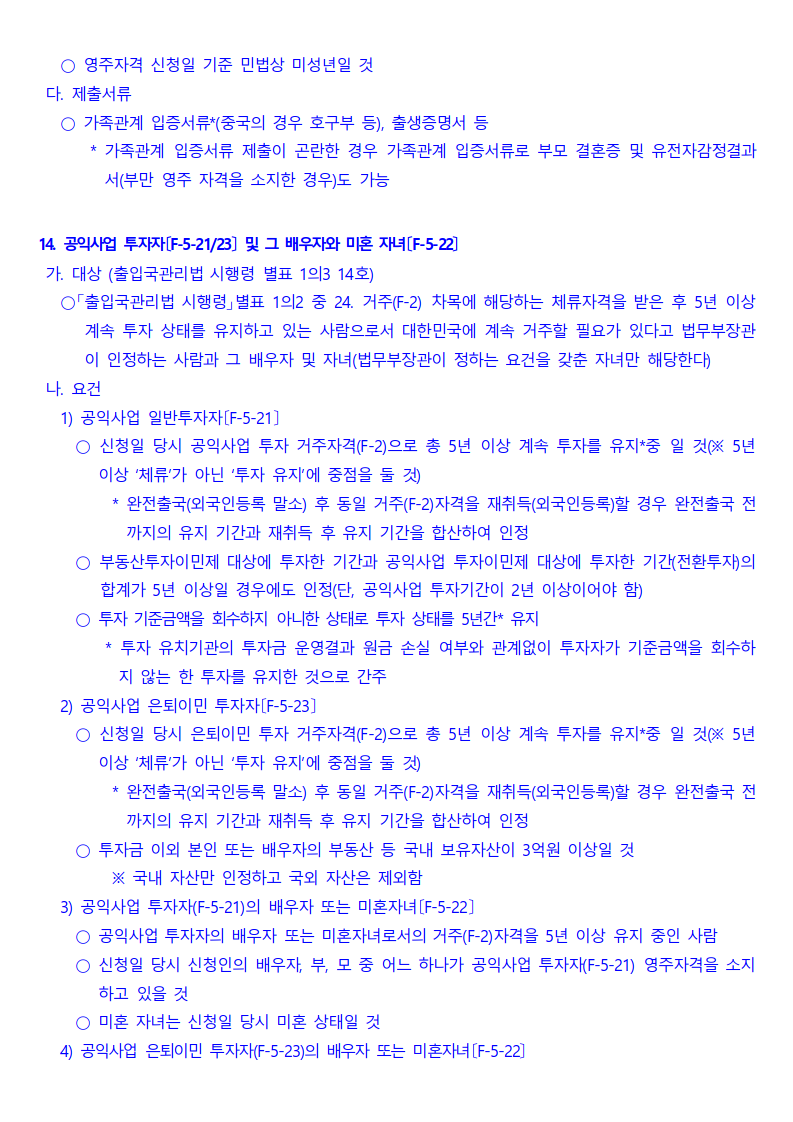 ○ 영주자격 신청일 기준 민법상 미성년일 것
다. 제출서류
○ 가족관계 입증서류*(중국의 경우 호구부 등), 출생증명서 등
* 가족관계 입증서류 제출이 곤란한 경우 가족관계 입증서류로 부모 결혼증 및 유전자감정결과
서(부만 영주 자격을 소지한 경우)도 가능
14. 공익사업 투자자〔F-5-21/23〕 및 그 배우자와 미혼 자녀〔F-5-22〕
가. 대상 (출입국관리법 시행령 별표 1의3 14호)
○「출입국관리법 시행령」별표 1의2 중 24. 거주(F-2) 차목에 해당하는 체류자격을 받은 후 5년 이상
계속 투자 상태를 유지하고 있는 사람으로서 대한민국에 계속 거주할 필요가 있다고 법무부장관
이 인정하는 사람과 그 배우자 및 자녀(법무부장관이 정하는 요건을 갖춘 자녀만 해당한다)
나. 요건
1) 공익사업 일반투자자〔F-5-21〕
○ 신청일 당시 공익사업 투자 거주자격(F-2)으로 총 5년 이상 계속 투자를 유지*중 일 것(※ 5년
이상 ‘체류’가 아닌 ‘투자 유지’에 중점을 둘 것)
* 완전출국(외국인등록 말소) 후 동일 거주(F-2)자격을 재취득(외국인등록)할 경우 완전출국 전
까지의 유지 기간과 재취득 후 유지 기간을 합산하여 인정
○ 부동산투자이민제 대상에 투자한 기간과 공익사업 투자이민제 대상에 투자한 기간(전환투자)의
합계가 5년 이상일 경우에도 인정(단, 공익사업 투자기간이 2년 이상이어야 함)
○ 투자 기준금액을 회수하지 아니한 상태로 투자 상태를 5년간* 유지
* 투자 유치기관의 투자금 운영결과 원금 손실 여부와 관계없이 투자자가 기준금액을 회수하
지 않는 한 투자를 유지한 것으로 간주
2) 공익사업 은퇴이민 투자자〔F-5-23〕
○ 신청일 당시 은퇴이민 투자 거주자격(F-2)으로 총 5년 이상 계속 투자를 유지*중 일 것(※ 5년
이상 ‘체류’가 아닌 ‘투자 유지’에 중점을 둘 것)
* 완전출국(외국인등록 말소) 후 동일 거주(F-2)자격을 재취득(외국인등록)할 경우 완전출국 전
까지의 유지 기간과 재취득 후 유지 기간을 합산하여 인정
○ 투자금 이외 본인 또는 배우자의 부동산 등 국내 보유자산이 3억원 이상일 것
※ 국내 자산만 인정하고 국외 자산은 제외함
3) 공익사업 투자자(F-5-21)의 배우자 또는 미혼자녀〔F-5-22〕
○ 공익사업 투자자의 배우자 또는 미혼자녀로서의 거주(F-2)자격을 5년 이상 유지 중인 사람
○ 신청일 당시 신청인의 배우자, 부, 모 중 어느 하나가 공익사업 투자자(F-5-21) 영주자격을 소지
하고 있을 것
○ 미혼 자녀는 신청일 당시 미혼 상태일 것
4) 공익사업 은퇴이민 투자자(F-5-23)의 배우자 또는 미혼자녀〔F-5-22〕